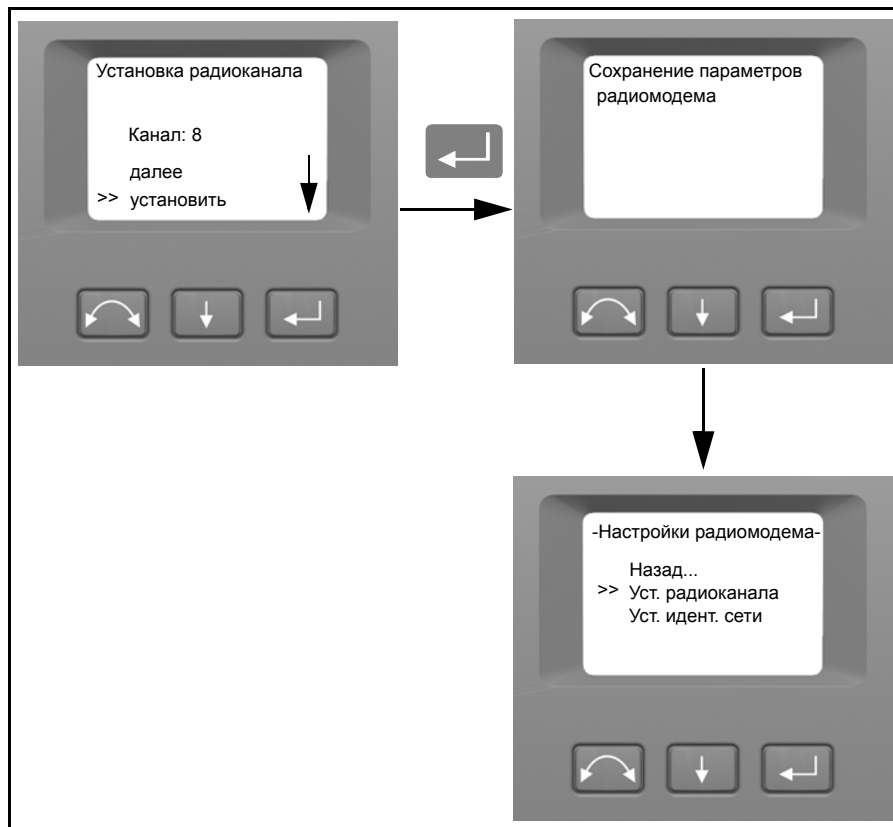 Установка радиоканала
Канал: 8
далее
>> установить
Сохранение параметров
радиомодема
-Настройки радиомодема-
Назад...
>> Уст. радиоканала
Уст. идент. сети